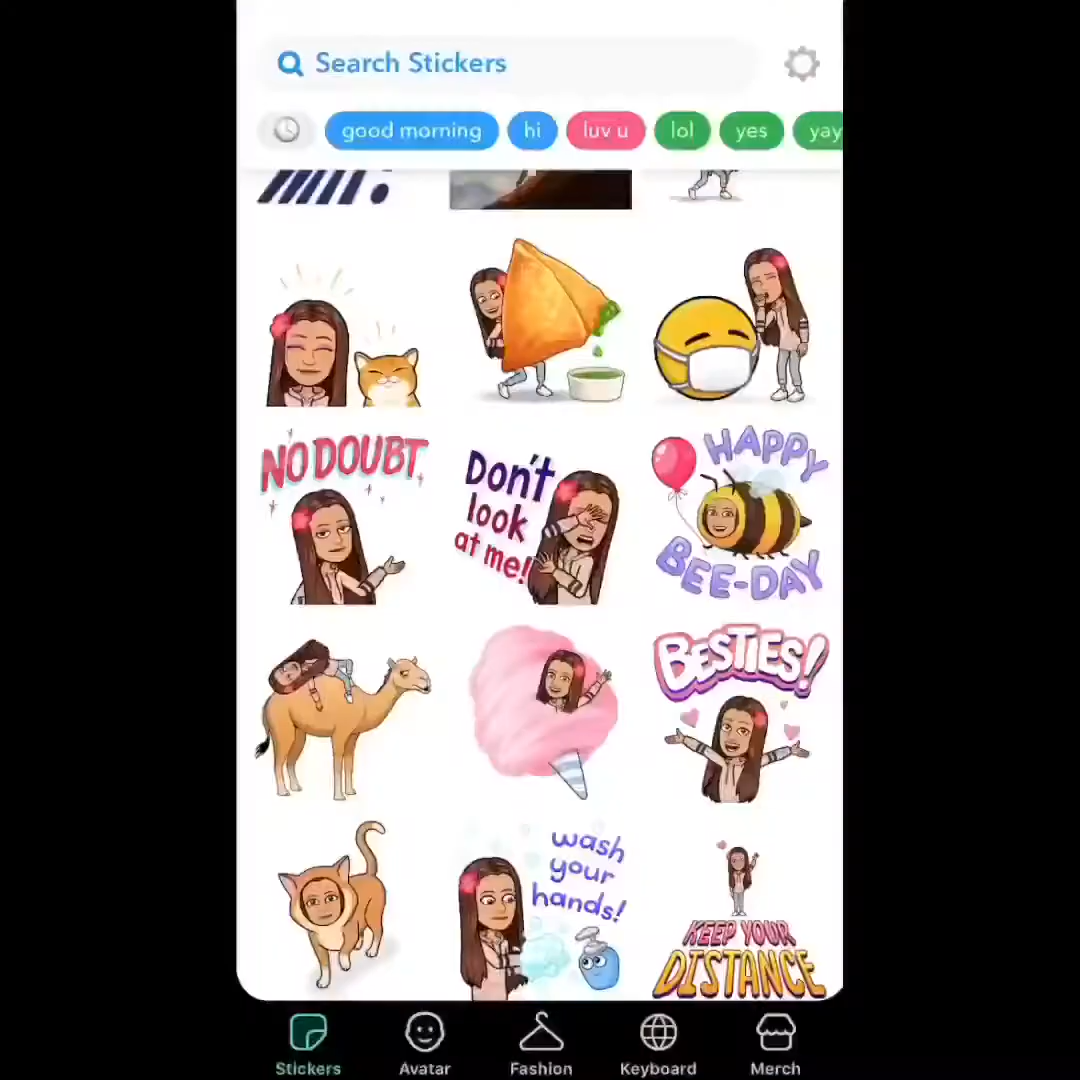 Search Stickers
good morning
hi
luv u
lol
yes
yay
NO DOUBT
Don't
look
at me!
HAPPY
BEE-DAY
BESTIES!
wash
your
hands!
KEEP YOUR
DISTANCE
Stickers
Avatar
Fashion
Keyboard
Merch